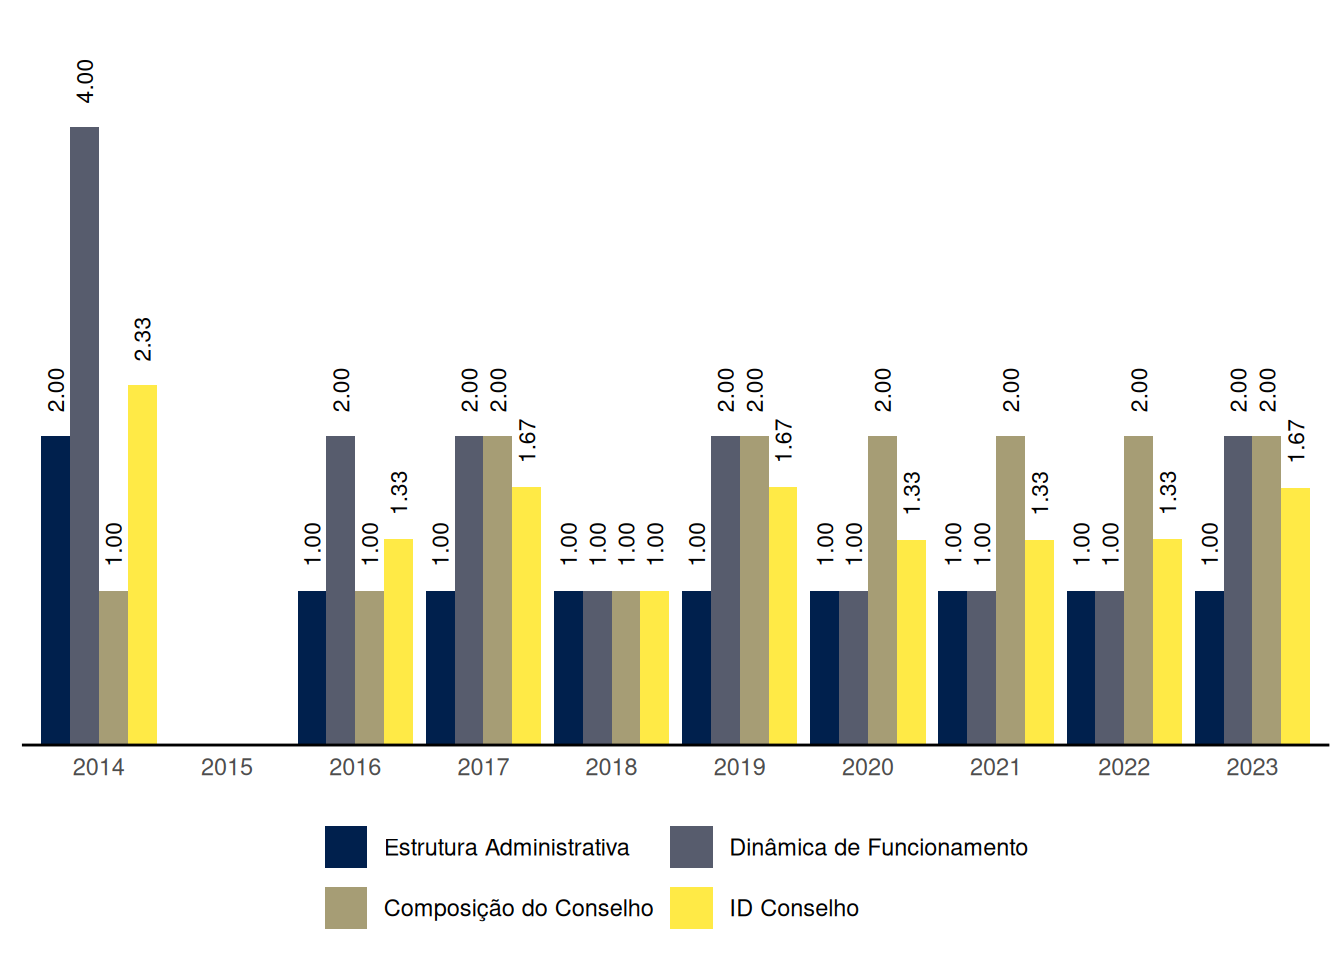 4.00
2.33
2.00 2.00 2.00 2.00 2.00 2.00 2.00 2.00 2.00 2.00 2.00
1.67 1.67 1.67
1.33 1.33 1.33 1.33
1.00 1.00 1.00 1.00 1.00 1.00 1.00 1.00 1.00 1.00 1.00 1.00 1.00 1.00 1.00 1.00
2014 2015 2016 2017 2018 2019 2020 2021 2022 2023
Estrutura Administrativa Dinâmica de Funcionamento
Composição do Conselho ID Conselho